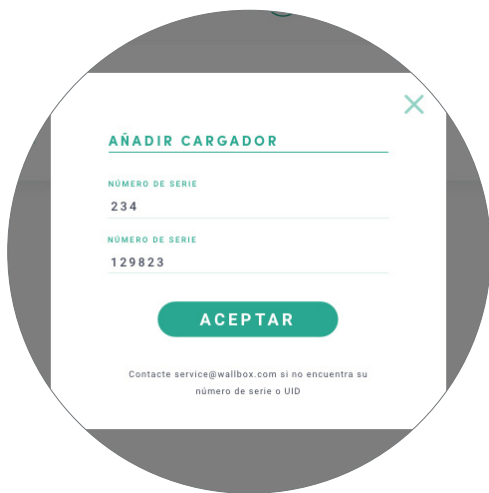 AÑADIR CARGADOR
NÚMERO DE SERIE
234
NÚMERO DE SERIE
129823
ACEPTAR
Contacte service@wallbox.com si no encuentra su
número de serie o UID